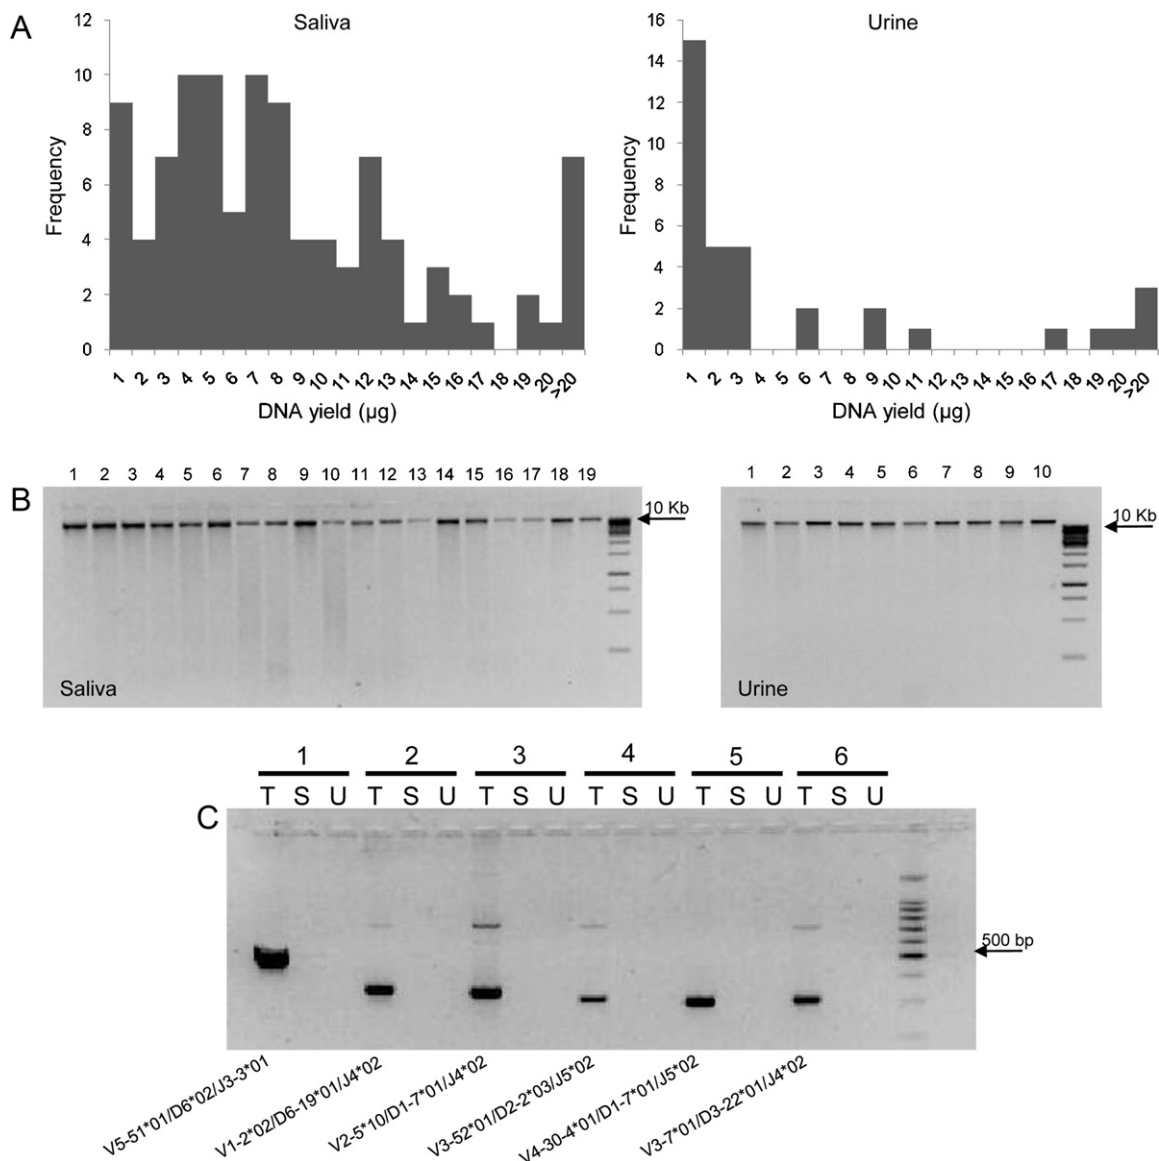 A
Saliva
12
10
8
6
4
2
0
Frequency
1 2 3 4 5 6 7 8 9 10 11 12 13 14 15 16 17 18 19 20 >20
DNA yield (µg)
Urine
16
14
12
10
8
6
4
2
0
Frequency
1 2 3 4 5 6 7 8 9 10 11 12 13 14 15 16 17 18 19 20 >20
DNA yield (µg)
B
1 2 3 4 5 6 7 8 9 10 11 12 13 14 15 16 17 18 19
10 Kb
Saliva
1 2 3 4 5 6 7 8 9 10
10 Kb
Urine
1 2 3 4 5 6
T S U T S U T S U T S U T S U T S U
C
500 bp
V5-51*01/D6*02/J3-3*01
V1-2*02/D6-19*01/J4*02
V2-5*10/D1-7*01/J4*02
V3-52*01/D2-2*03/J5*02
V4-30-4*01/D1-7*01/J5*02
V3-7*01/D3-22*01/J4*02